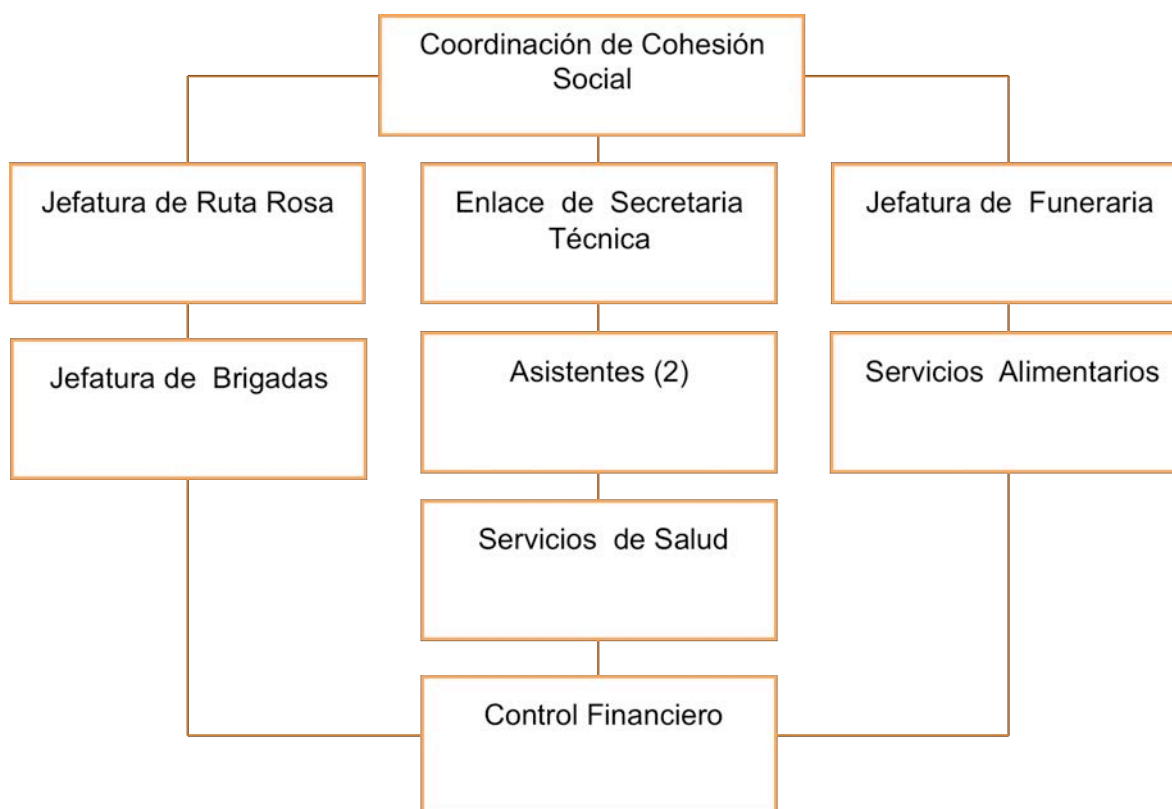 Coordinación de Cohesión
Social
Jefatura de Ruta Rosa
Enlace de Secretaria
Técnica
Jefatura de Funeraria
Jefatura de Brigadas
Asistentes (2)
Servicios Alimentarios
Servicios de Salud
Control Financiero